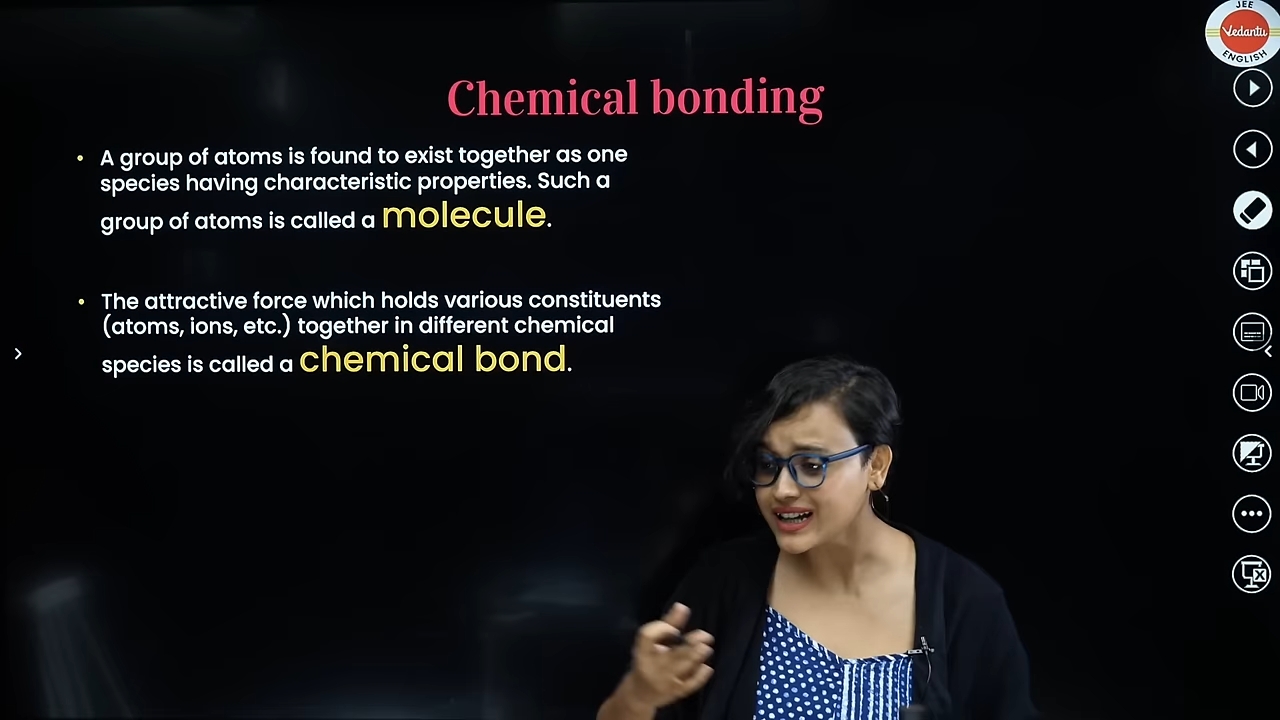 JEE
Vedantu
ENGLISH
Chemical bonding
• A group of atoms is found to exist together as one
species having characteristic properties. Such a
group of atoms is called a molecule.
• The attractive force which holds various constituents
(atoms, ions, etc.) together in different chemical
species is called a chemical bond.